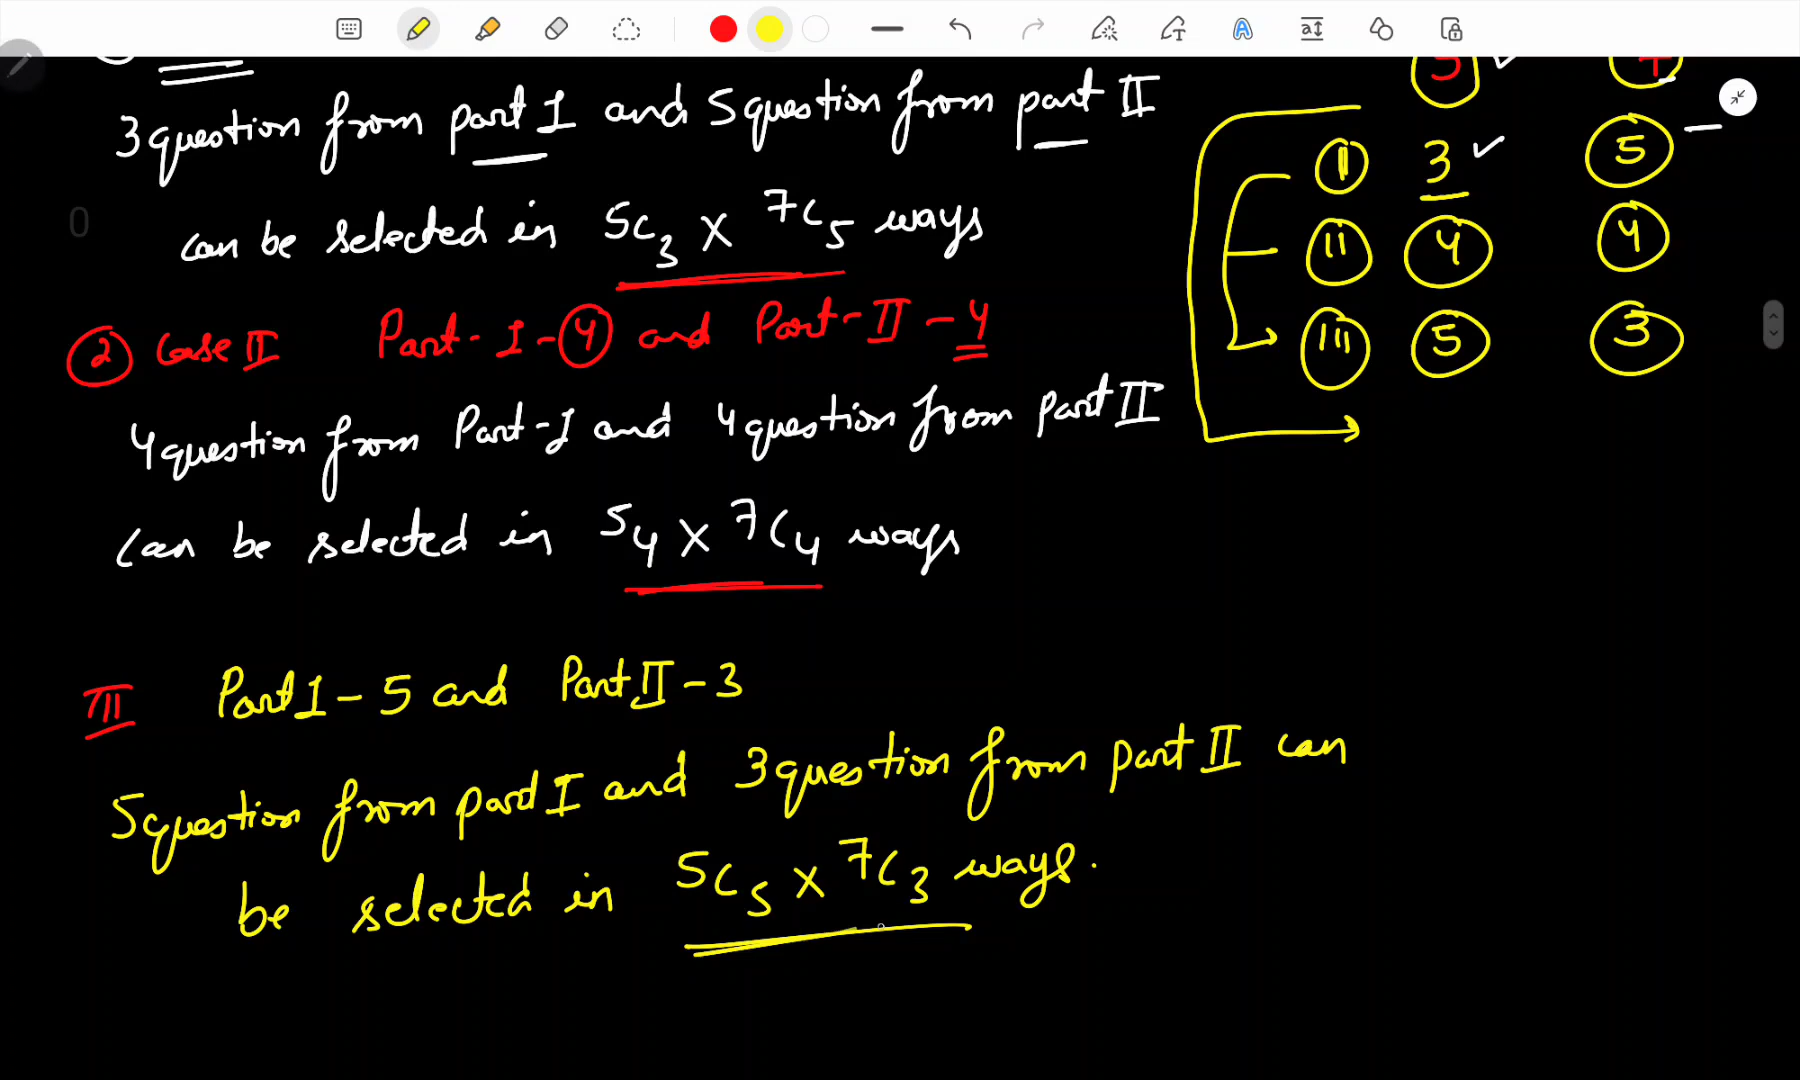 3 question from part I and 5 question from part II
can be selected in 5C3 X 7C5 ways
2 Case II Part-I-4 and Part-II-4
4 question from Part-I and 4 question from part II
Can be selected in 54 X 7C4 ways
III Part I-5 and Part II-3
5 question from part I and 3 question from part II can
be selected in 5C5 X 7C3 ways.
5 7
I 3 5
II 4 4
III 5 3
0